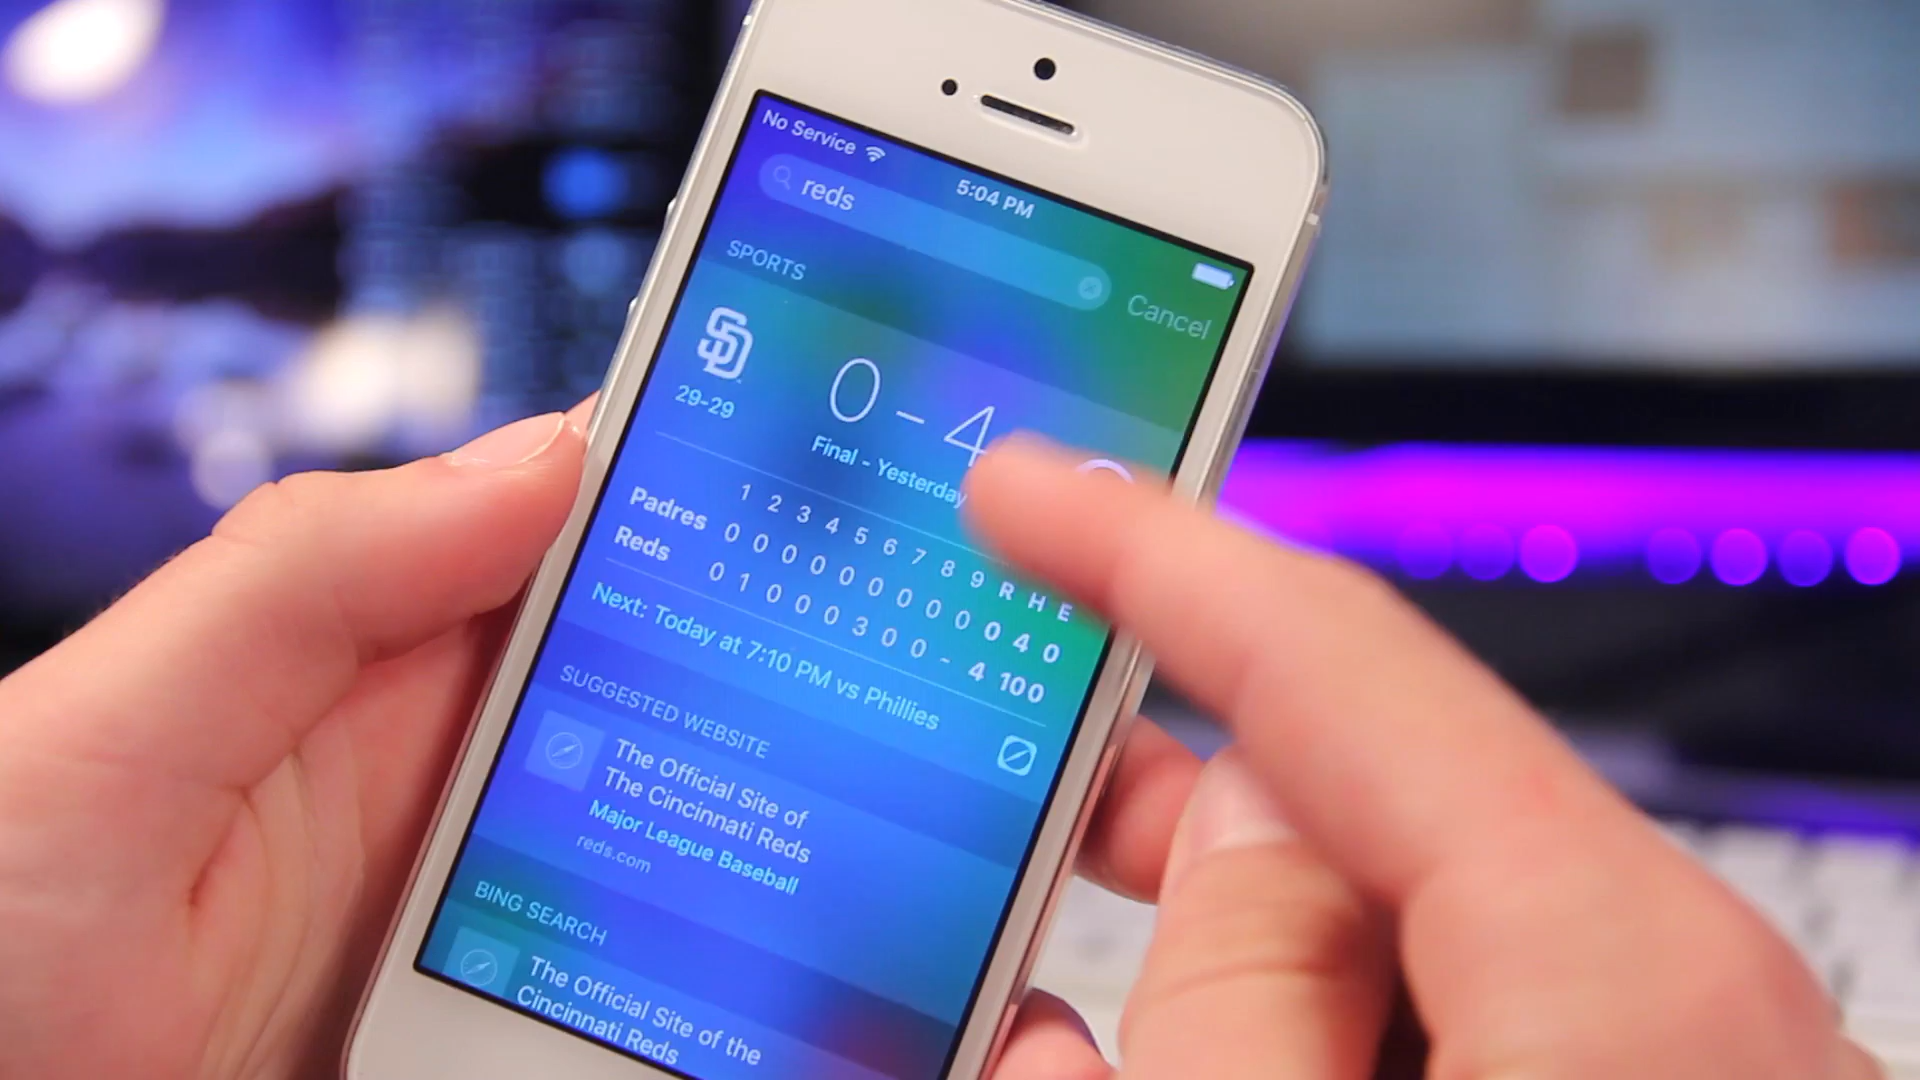 No Service
5:04 PM
reds
Cancel
SPORTS
SD
0 - 4
29-29
Final - Yesterday
1 2 3 4 5 6 7 8 9 R H E
Padres 0 0 0 0 0 0 0 0 0 0 4 0
Reds 0 1 0 0 0 3 0 0 - 4 10 0
Next: Today at 7:10 PM vs Phillies
SUGGESTED WEBSITE
The Official Site of
The Cincinnati Reds
Major League Baseball
reds.com
BING SEARCH
The Official Site of the
Cincinnati Reds